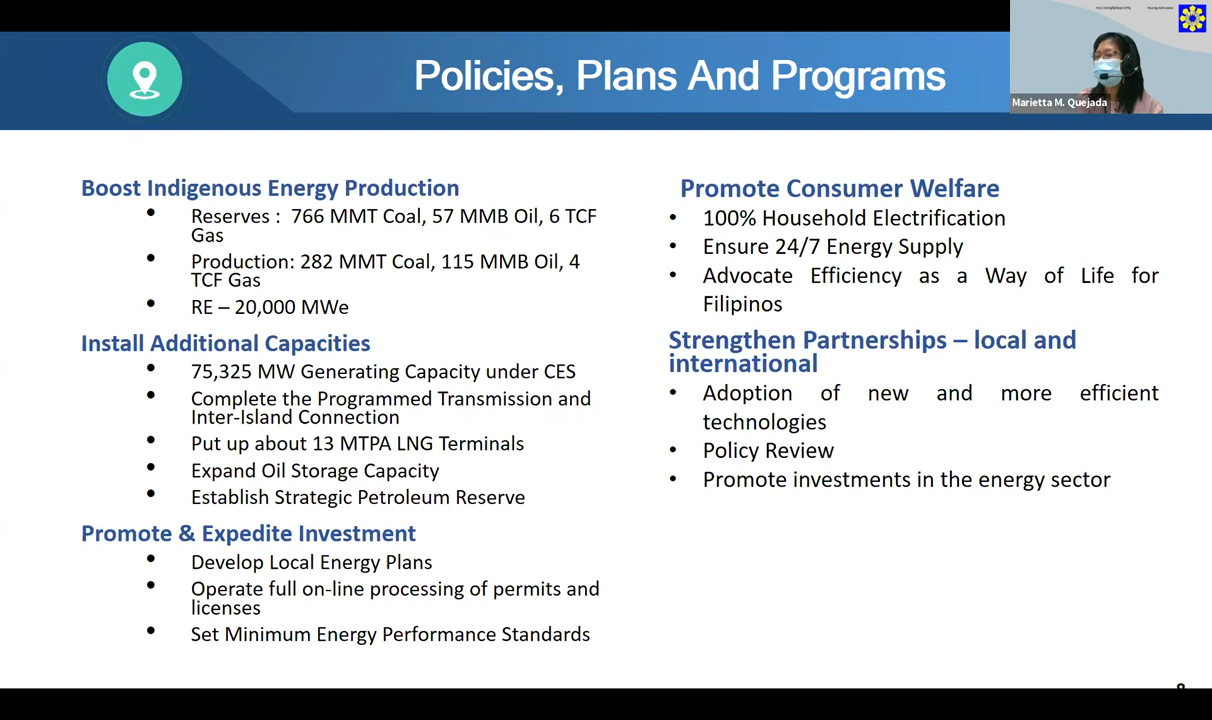 Policies, Plans And Programs
Marietta M. Quejada
Boost Indigenous Energy Production
• Reserves : 766 MMT Coal, 57 MMB Oil, 6 TCF
Gas
• Production: 282 MMT Coal, 115 MMB Oil, 4
TCF Gas
• RE – 20,000 MWe
Install Additional Capacities
• 75,325 MW Generating Capacity under CES
• Complete the Programmed Transmission and
Inter-Island Connection
• Put up about 13 MTPA LNG Terminals
• Expand Oil Storage Capacity
• Establish Strategic Petroleum Reserve
Promote & Expedite Investment
• Develop Local Energy Plans
• Operate full on-line processing of permits and
licenses
• Set Minimum Energy Performance Standards
Promote Consumer Welfare
• 100% Household Electrification
• Ensure 24/7 Energy Supply
• Advocate Efficiency as a Way of Life for
Filipinos
Strengthen Partnerships – local and
international
• Adoption of new and more efficient
technologies
• Policy Review
• Promote investments in the energy sector